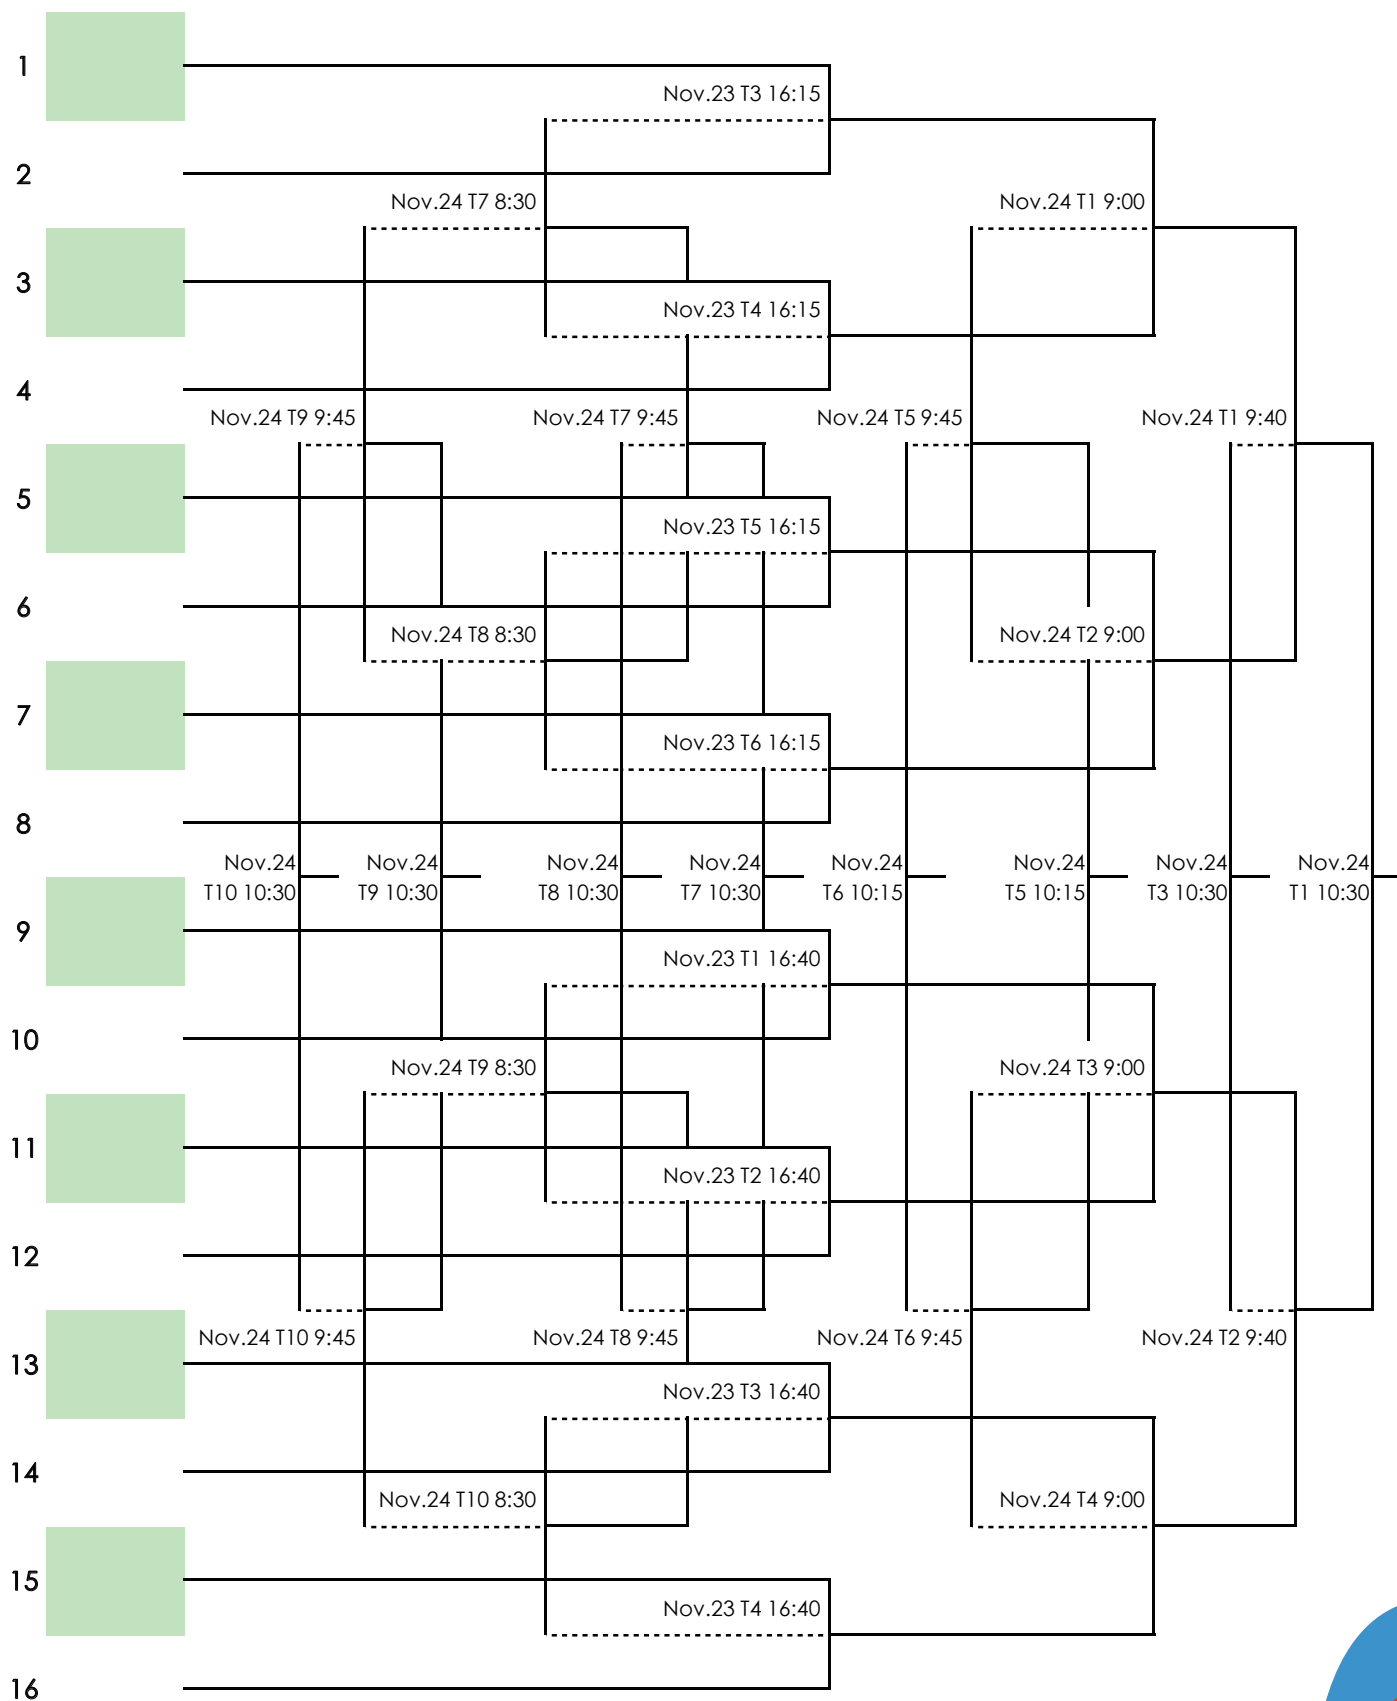 1
Nov.23 T3 16:15
2
Nov.24 T7 8:30
Nov.24 T1 9:00
3
Nov.23 T4 16:15
4
Nov.24 T9 9:45
Nov.24 T7 9:45
Nov.24 T5 9:45
Nov.24 T1 9:40
5
Nov.23 T5 16:15
6
Nov.24 T8 8:30
Nov.24 T2 9:00
7
Nov.23 T6 16:15
8
Nov.24
T10 10:30
Nov.24
T9 10:30
Nov.24
T8 10:30
Nov.24
T7 10:30
Nov.24
T6 10:15
Nov.24
T5 10:15
Nov.24
T3 10:30
Nov.24
T1 10:30
9
Nov.23 T1 16:40
10
Nov.24 T9 8:30
Nov.24 T3 9:00
11
Nov.23 T2 16:40
12
Nov.24 T10 9:45
Nov.24 T8 9:45
Nov.24 T6 9:45
Nov.24 T2 9:40
13
Nov.23 T3 16:40
14
Nov.24 T10 8:30
Nov.24 T4 9:00
15
Nov.23 T4 16:40
16